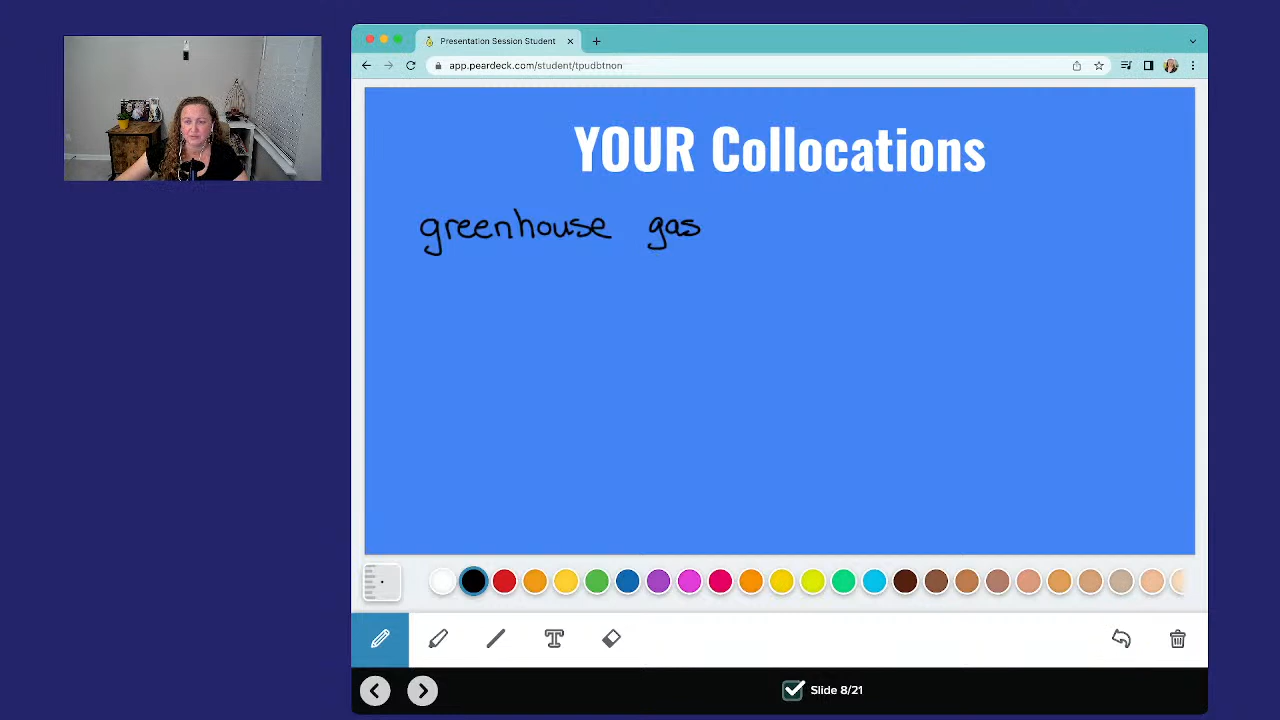 Presentation Session Student
app.peardeck.com/student/tpudbtnon
YOUR Collocations
greenhouse gas
T
Slide 8/21